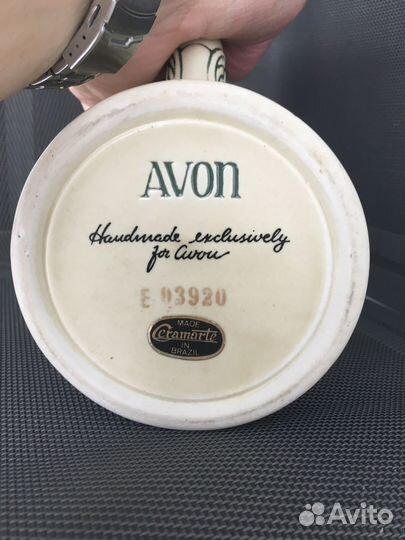 AVON
Handmade exclusively
for Avon
E 03920
MADE
Ceramarte
IN
BRAZIL
Avito